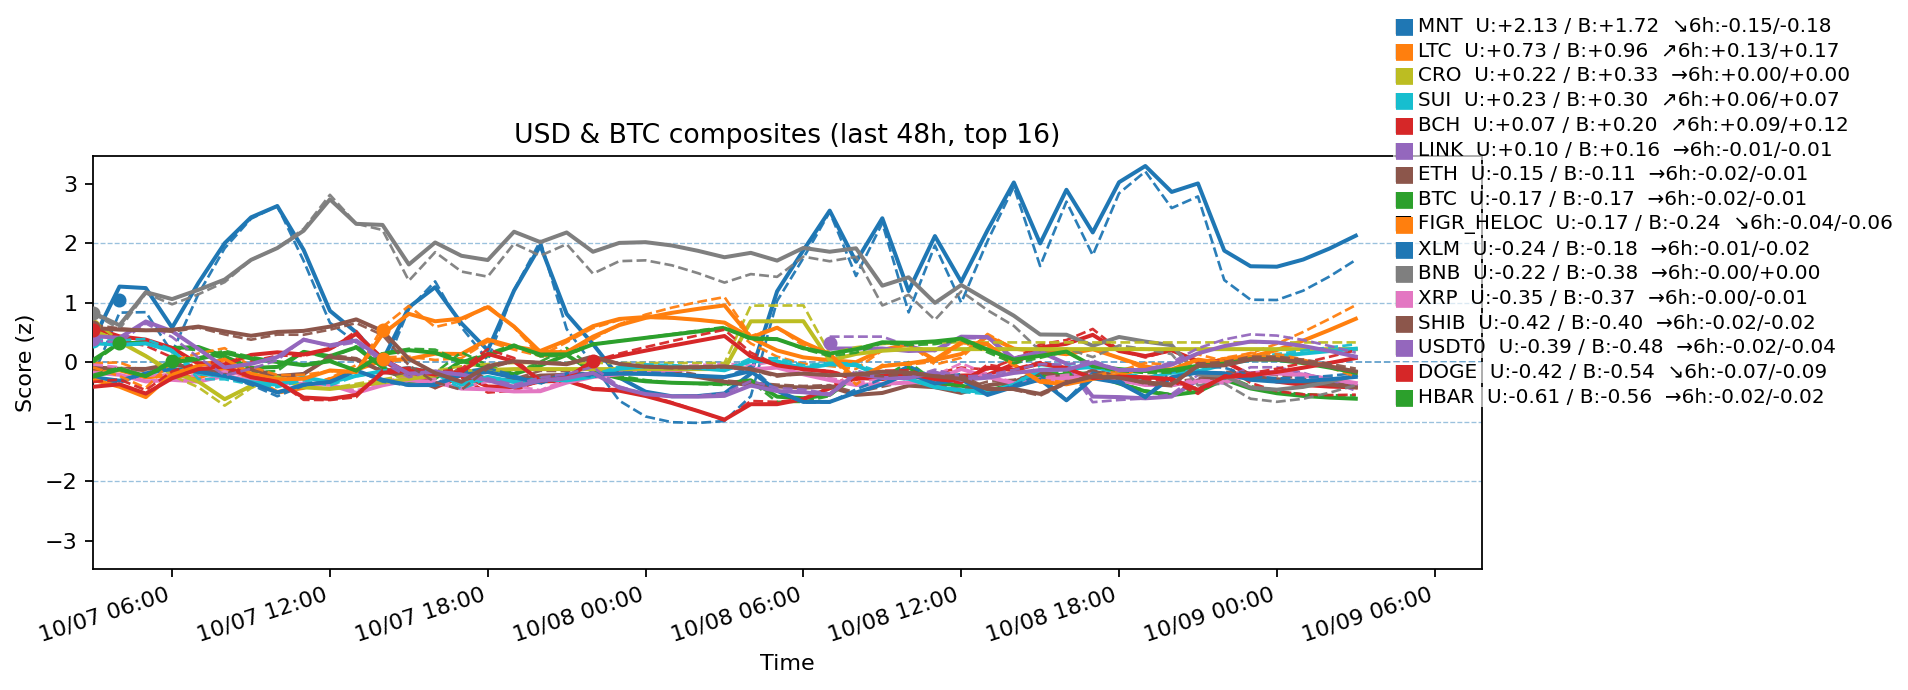 MNT  U:+2.13 / B:+1.72  ↘6h:-0.15/-0.18
LTC  U:+0.73 / B:+0.96  ↗6h:+0.13/+0.17
CRO  U:+0.22 / B:+0.33  →6h:+0.00/+0.00
SUI  U:+0.23 / B:+0.30  ↗6h:+0.06/+0.07
BCH  U:+0.07 / B:+0.20  ↗6h:+0.09/+0.12
LINK  U:+0.10 / B:+0.16  →6h:-0.01/-0.01
ETH  U:-0.15 / B:-0.11  →6h:-0.02/-0.01
BTC  U:-0.17 / B:-0.17  →6h:-0.02/-0.01
FIGR_HELOC  U:-0.17 / B:-0.24  ↘6h:-0.04/-0.06
XLM  U:-0.24 / B:-0.18  →6h:-0.01/-0.02
BNB  U:-0.22 / B:-0.38  →6h:-0.00/+0.00
XRP  U:-0.35 / B:-0.37  →6h:-0.00/-0.01
SHIB  U:-0.42 / B:-0.40  →6h:-0.02/-0.02
USDT0  U:-0.39 / B:-0.48  →6h:-0.02/-0.04
DOGE  U:-0.42 / B:-0.54  ↘6h:-0.07/-0.09
HBAR  U:-0.61 / B:-0.56  →6h:-0.02/-0.02
USD & BTC composites (last 48h, top 16)
Score (z)
3
2
1
0
−1
−2
−3
10/07 06:00
10/07 12:00
10/07 18:00
10/08 00:00
10/08 06:00
10/08 12:00
10/08 18:00
10/09 00:00
10/09 06:00
Time